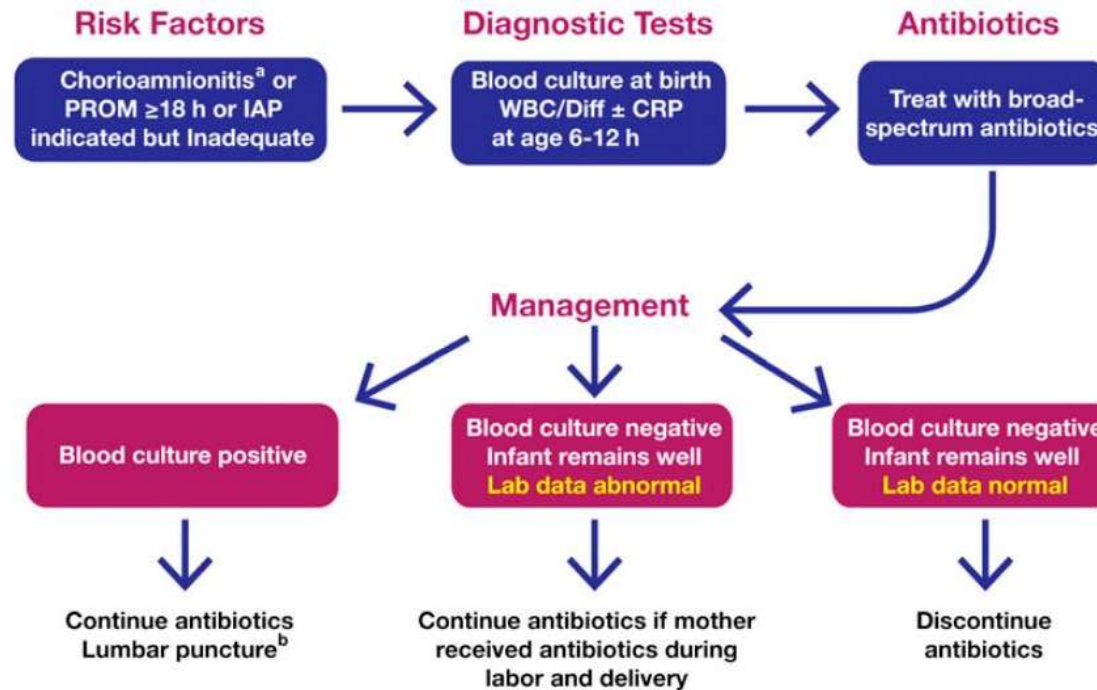 Risk Factors
Diagnostic Tests
Antibiotics
Chorioamnionitisᵃ or
PROM ≥18 h or IAP
indicated but Inadequate
Blood culture at birth
WBC/Diff ± CRP
at age 6-12 h
Treat with broad-
spectrum antibiotics
Management
Blood culture positive
Blood culture negative
Infant remains well
Lab data abnormal
Blood culture negative
Infant remains well
Lab data normal
Continue antibiotics
Lumbar punctureᵇ
Continue antibiotics if mother
received antibiotics during
labor and delivery
Discontinue
antibiotics